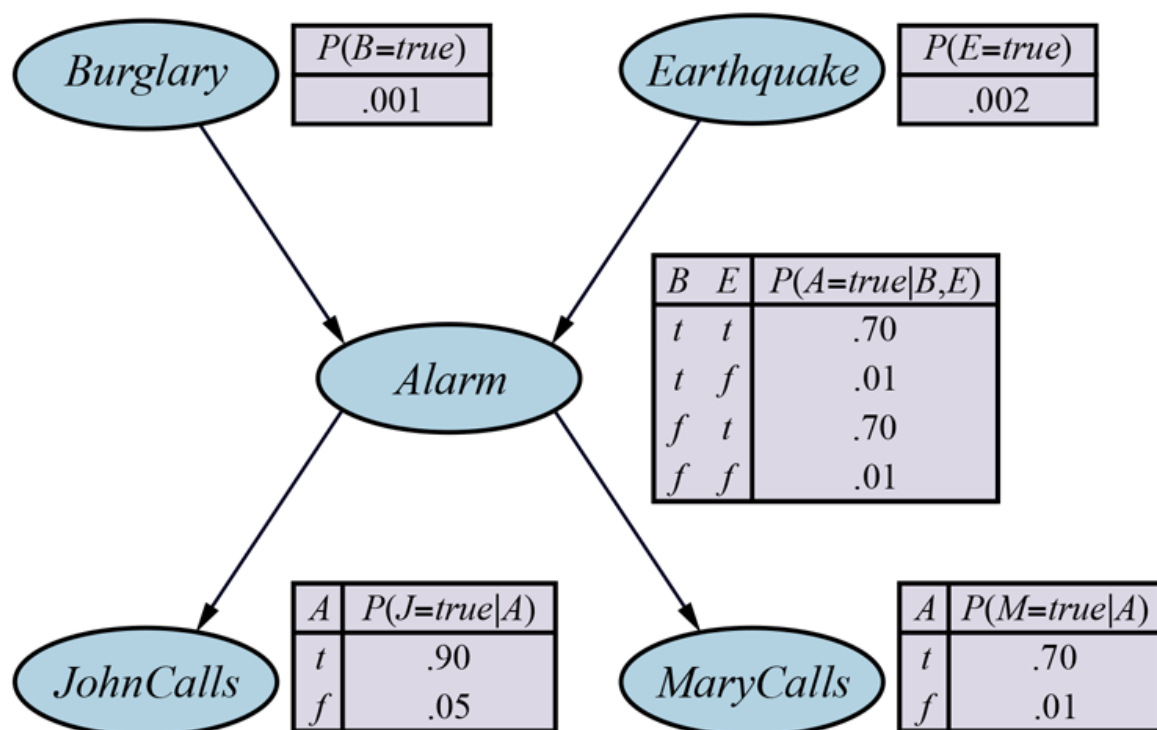 Burglary
P(B=true)
.001
Earthquake
P(E=true)
.002
B E P(A=true|B,E)
t t .70
t f .01
f t .70
f f .01
Alarm
JohnCalls
A P(J=true|A)
t .90
f .05
MaryCalls
A P(M=true|A)
t .70
f .01